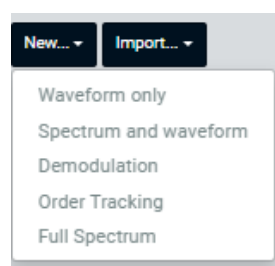 New... Import...
Waveform only
Spectrum and waveform
Demodulation
Order Tracking
Full Spectrum